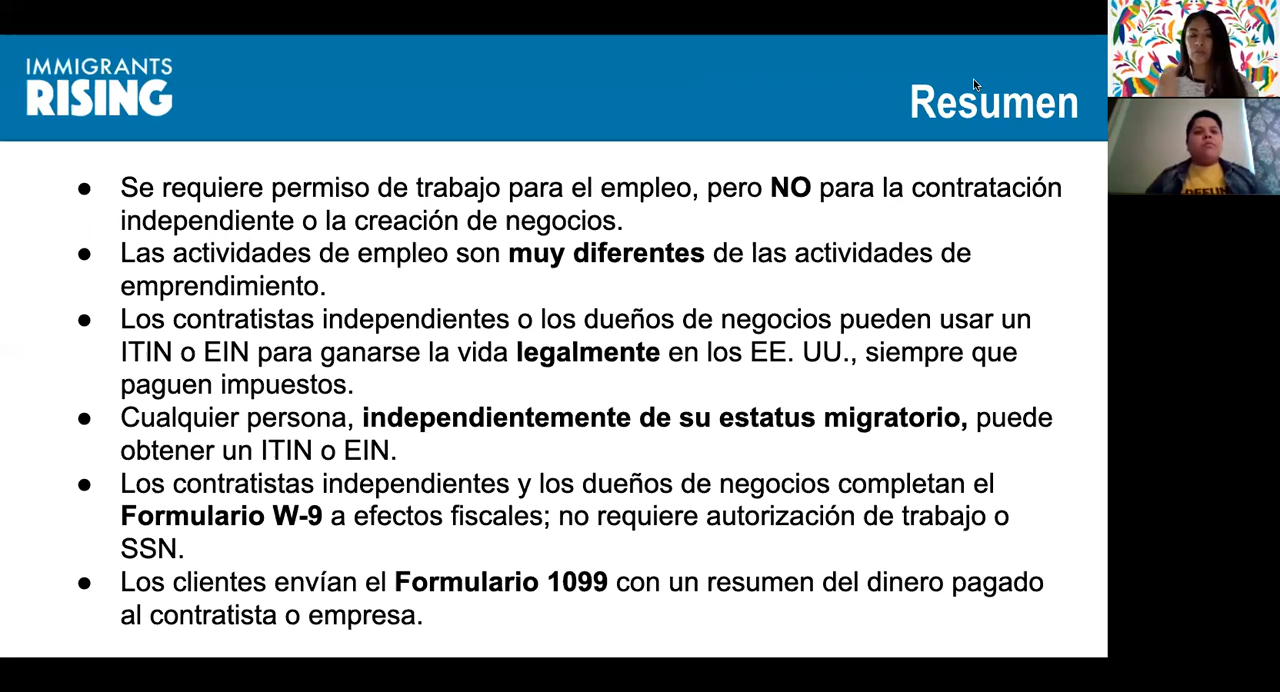 IMMIGRANTS
RISING
Resumen
● Se requiere permiso de trabajo para el empleo, pero NO para la contratación
independiente o la creación de negocios.
● Las actividades de empleo son muy diferentes de las actividades de
emprendimiento.
● Los contratistas independientes o los dueños de negocios pueden usar un
ITIN o EIN para ganarse la vida legalmente en los EE. UU., siempre que
paguen impuestos.
● Cualquier persona, independientemente de su estatus migratorio, puede
obtener un ITIN o EIN.
● Los contratistas independientes y los dueños de negocios completan el
Formulario W-9 a efectos fiscales; no requiere autorización de trabajo o
SSN.
● Los clientes envían el Formulario 1099 con un resumen del dinero pagado
al contratista o empresa.